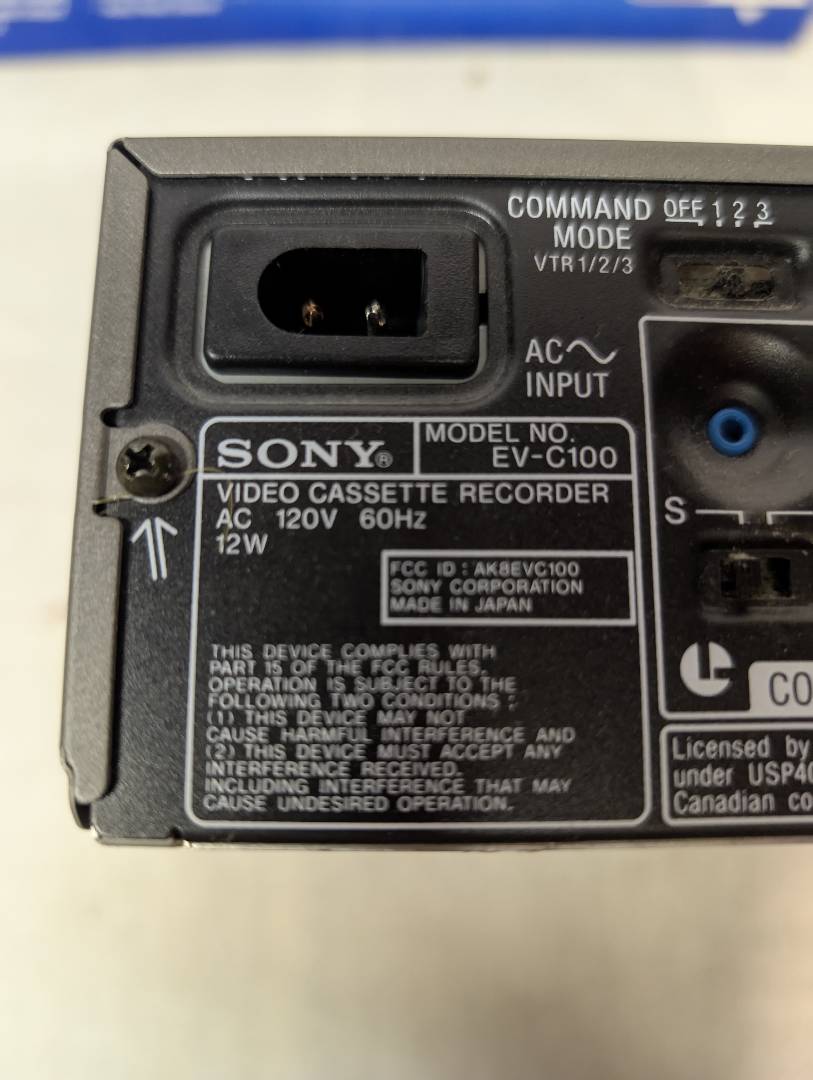 COMMAND OFF 1 2 3
MODE
VTR 1/2/3
AC
INPUT
SONY®
MODEL NO.
EV-C100
VIDEO CASSETTE RECORDER
AC 120V 60Hz
12W
FCC ID : AK8EVC100
SONY CORPORATION
MADE IN JAPAN
THIS DEVICE COMPLIES WITH
PART 15 OF THE FCC RULES.
OPERATION IS SUBJECT TO THE
FOLLOWING TWO CONDITIONS :
(1) THIS DEVICE MAY NOT
CAUSE HARMFUL INTERFERENCE AND
(2) THIS DEVICE MUST ACCEPT ANY
INTERFERENCE RECEIVED.
INCLUDING INTERFERENCE THAT MAY
CAUSE UNDESIRED OPERATION.
S
CO
Licensed by
under USP40
Canadian co